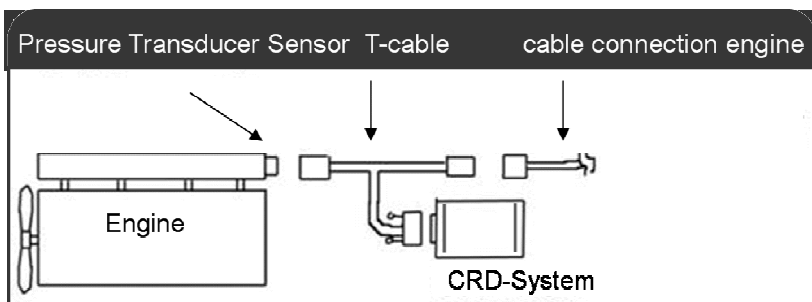 Pressure Transducer Sensor T-cable cable connection engine
Engine
CRD-System